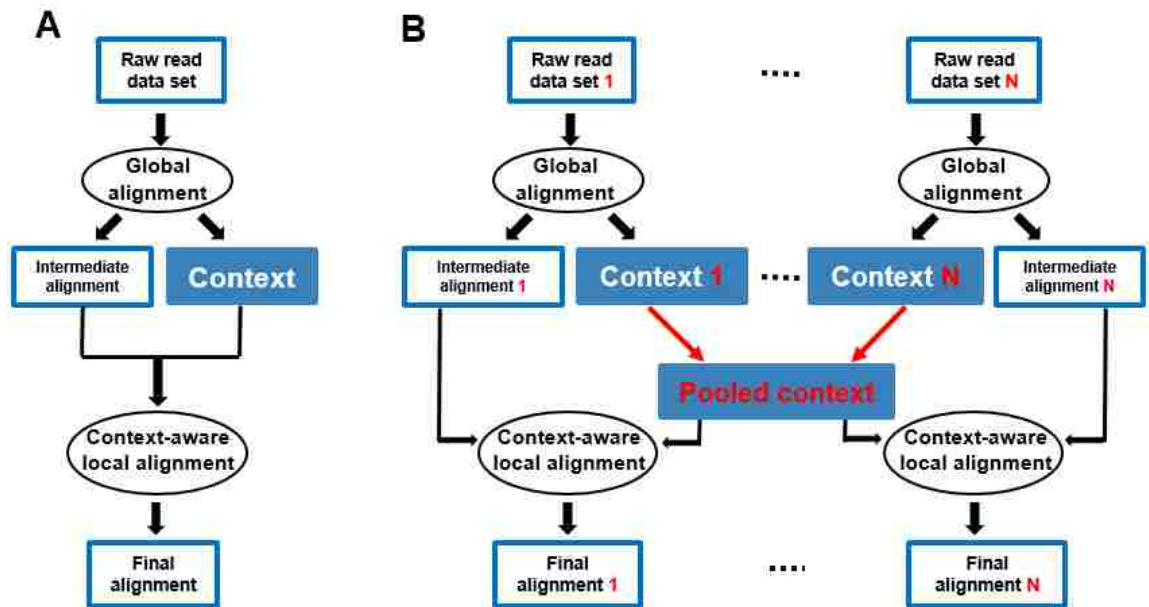 A
Raw read
data set
Global
alignment
Intermediate
alignment
Context
Context-aware
local alignment
Final
alignment
B
Raw read
data set 1
Raw read
data set N
Global
alignment
Global
alignment
Intermediate
alignment 1
Context 1
Context N
Intermediate
alignment N
Pooled context
Context-aware
local alignment
Context-aware
local alignment
Final
alignment 1
Final
alignment N